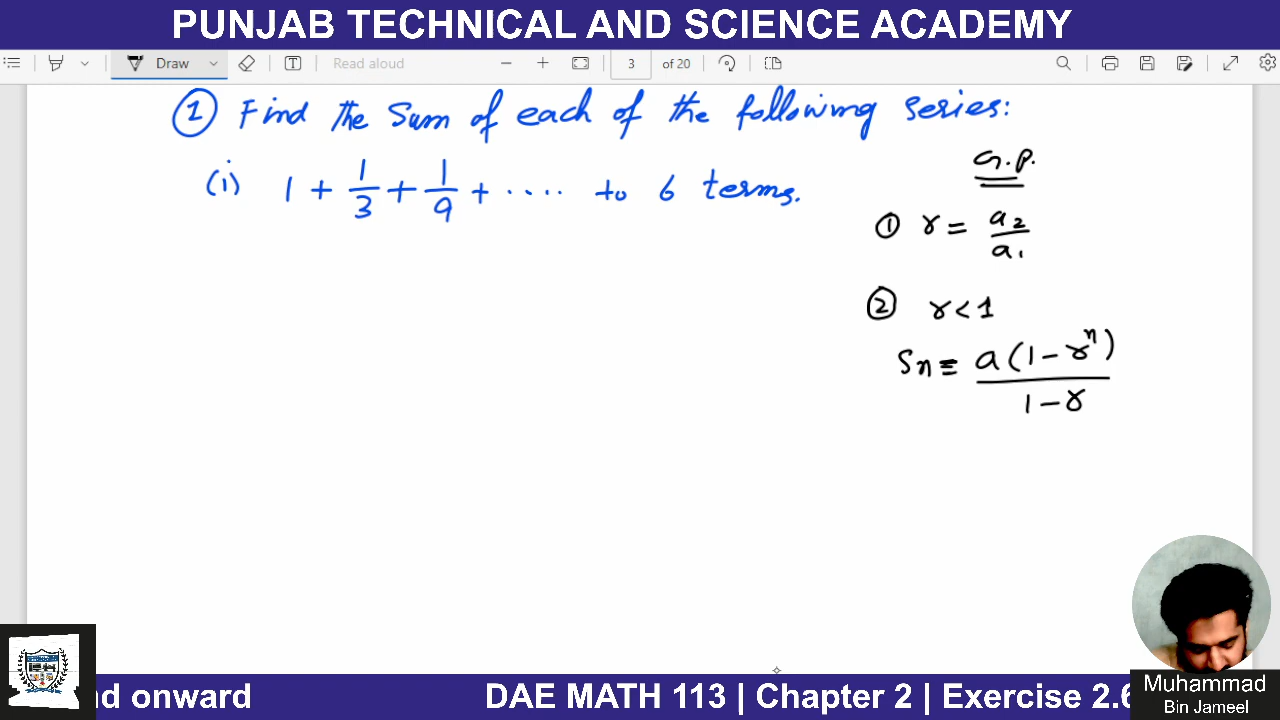 PUNJAB TECHNICAL AND SCIENCE ACADEMY
Draw
Read aloud
3
of 20
① Find the Sum of each of the following series:
(i) 1 + 1/3 + 1/9 + .... to 6 terms.
G.P.
① r = a₂/a₁
② r < 1
Sn = a(1 - rⁿ)/1 - r
nd onward
DAE MATH 113 | Chapter 2 | Exercise 2.6
Muhammad
Bin Jameel